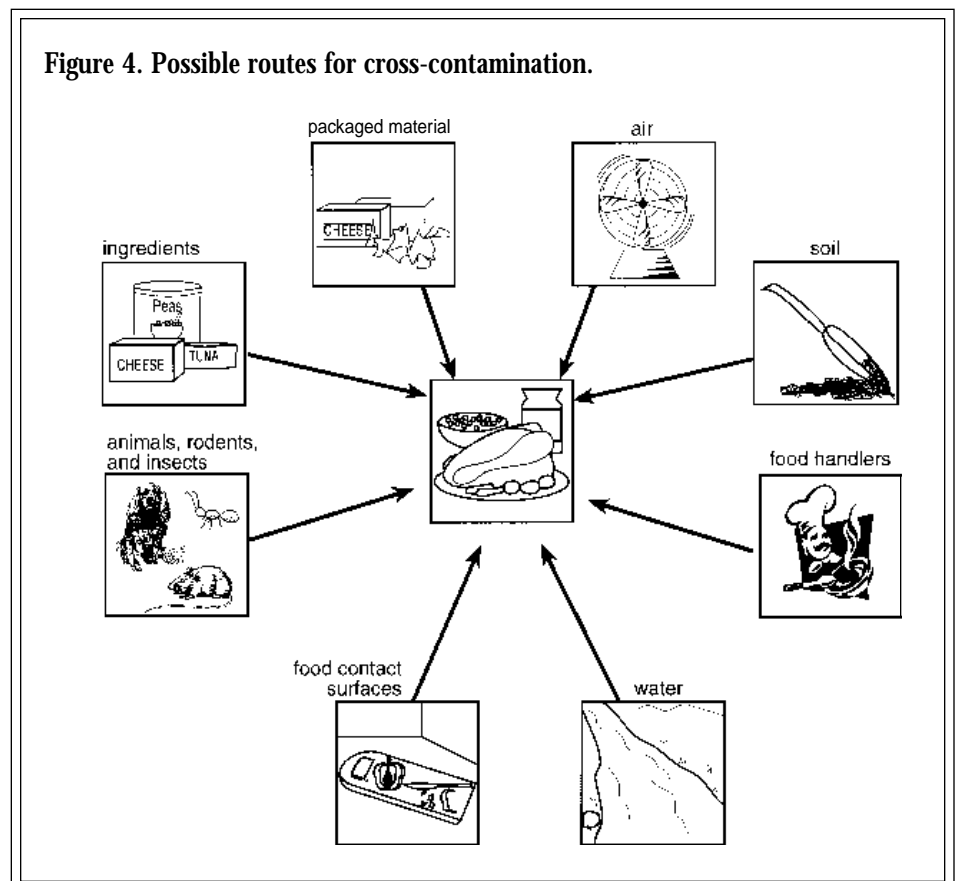 Figure 4. Possible routes for cross-contamination.
packaged material
air
CHEESE
ingredients
soil
Peas
CHEESE
TUNA
animals, rodents,
and insects
food handlers
food contact
surfaces
water